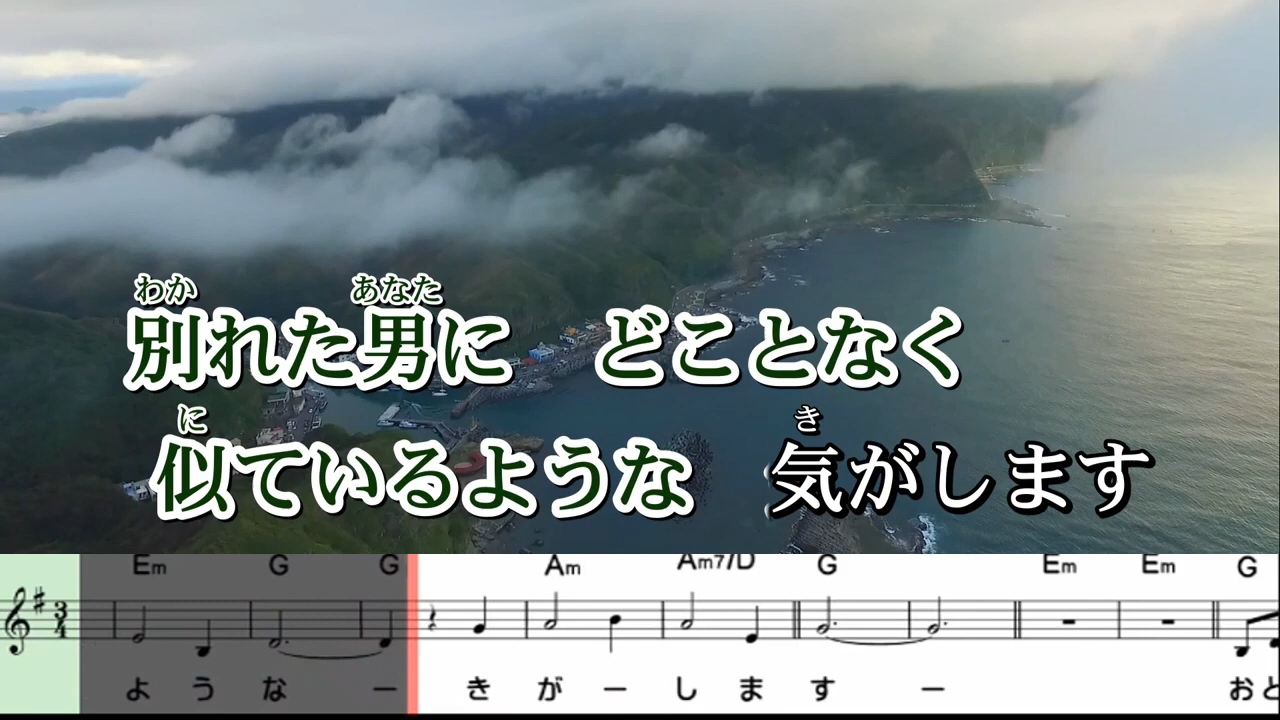 わか あなた
別れた男に どことなく
に き
似ているような 気がします
Em G G Am Am7/D G Em Em G
3
4
ような ー きが ー します ー おと